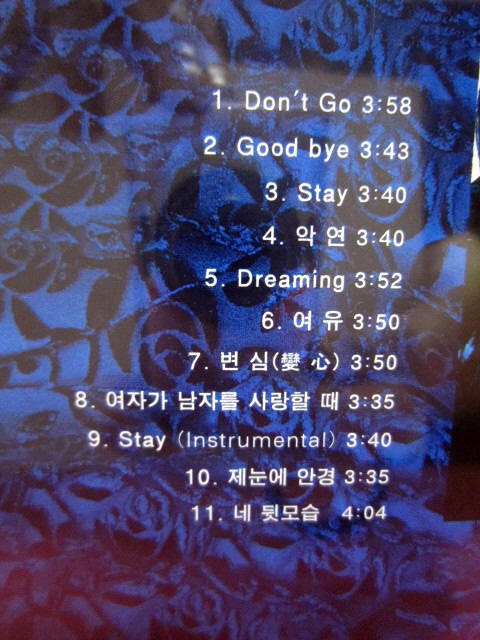 1. Don't Go 3:58
2. Good bye 3:43
3. Stay 3:40
4. 악 연 3:40
5. Dreaming 3:52
6. 여 유 3:50
7. 변 심(變 心) 3:50
8. 여자가 남자를 사랑할 때 3:35
9. Stay (Instrumental) 3:40
10. 제눈에 안경 3:35
11. 네 뒷모습 4:04